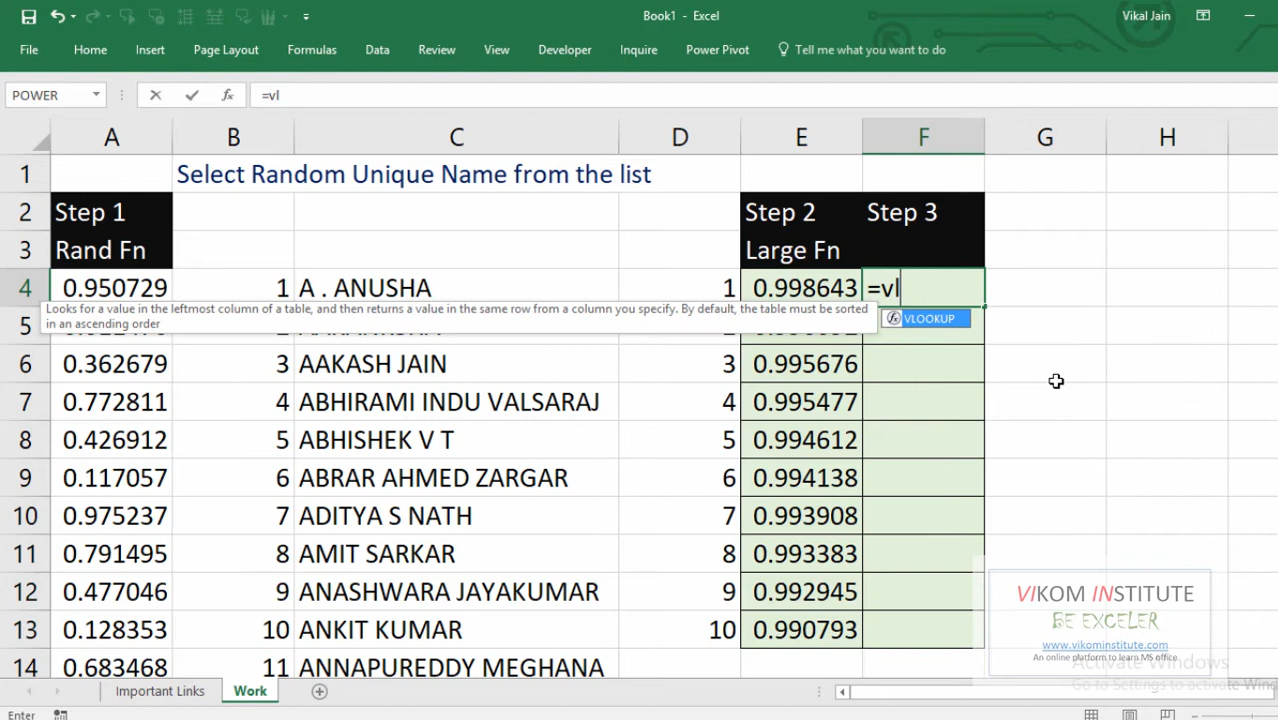 Book1 - Excel
Vikal Jain
File Home Insert Page Layout Formulas Data Review View Developer Inquire Power Pivot Tell me what you want to do
POWER =vl
A B C D E F G H
1 Select Random Unique Name from the list
2 Step 1 Step 2 Step 3
3 Rand Fn Large Fn
4 0.950729 1 A . ANUSHA 1 0.998643 =vl
Looks for a value in the leftmost column of a table, and then returns a value in the same row from a column you specify. By default, the table must be sorted
in an ascending order
VLOOKUP
5
6 0.362679 3 AAKASH JAIN 3 0.995676
7 0.772811 4 ABHIRAMI INDU VALSARAJ 4 0.995477
8 0.426912 5 ABHISHEK V T 5 0.994612
9 0.117057 6 ABRAR AHMED ZARGAR 6 0.994138
10 0.975237 7 ADITYA S NATH 7 0.993908
11 0.791495 8 AMIT SARKAR 8 0.993383
12 0.477046 9 ANASHWARA JAYAKUMAR 9 0.992945
13 0.128353 10 ANKIT KUMAR 10 0.990793
14 0.683468 11 ANNAPUREDDY MEGHANA
VIKOM INSTITUTE
BE EXCELER
www.vikominstitute.com
An online platform to learn MS office
Activate Windows
Go to Settings to activate Wind
Important Links Work
Enter